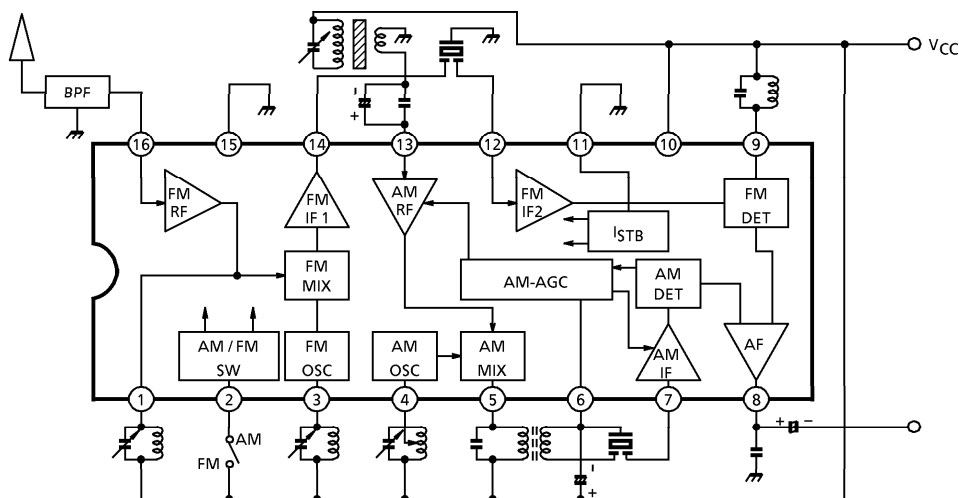 VCC
BPF
16
15
14
13
12
11
10
9
FM RF
FM IF 1
AM RF
FM IF2
FM DET
ISTB
FM MIX
AM-AGC
AM DET
AM / FM SW
FM OSC
AM OSC
AM MIX
AM IF
AF
1
2
3
4
5
6
7
8
+ −
AM
FM
+
+